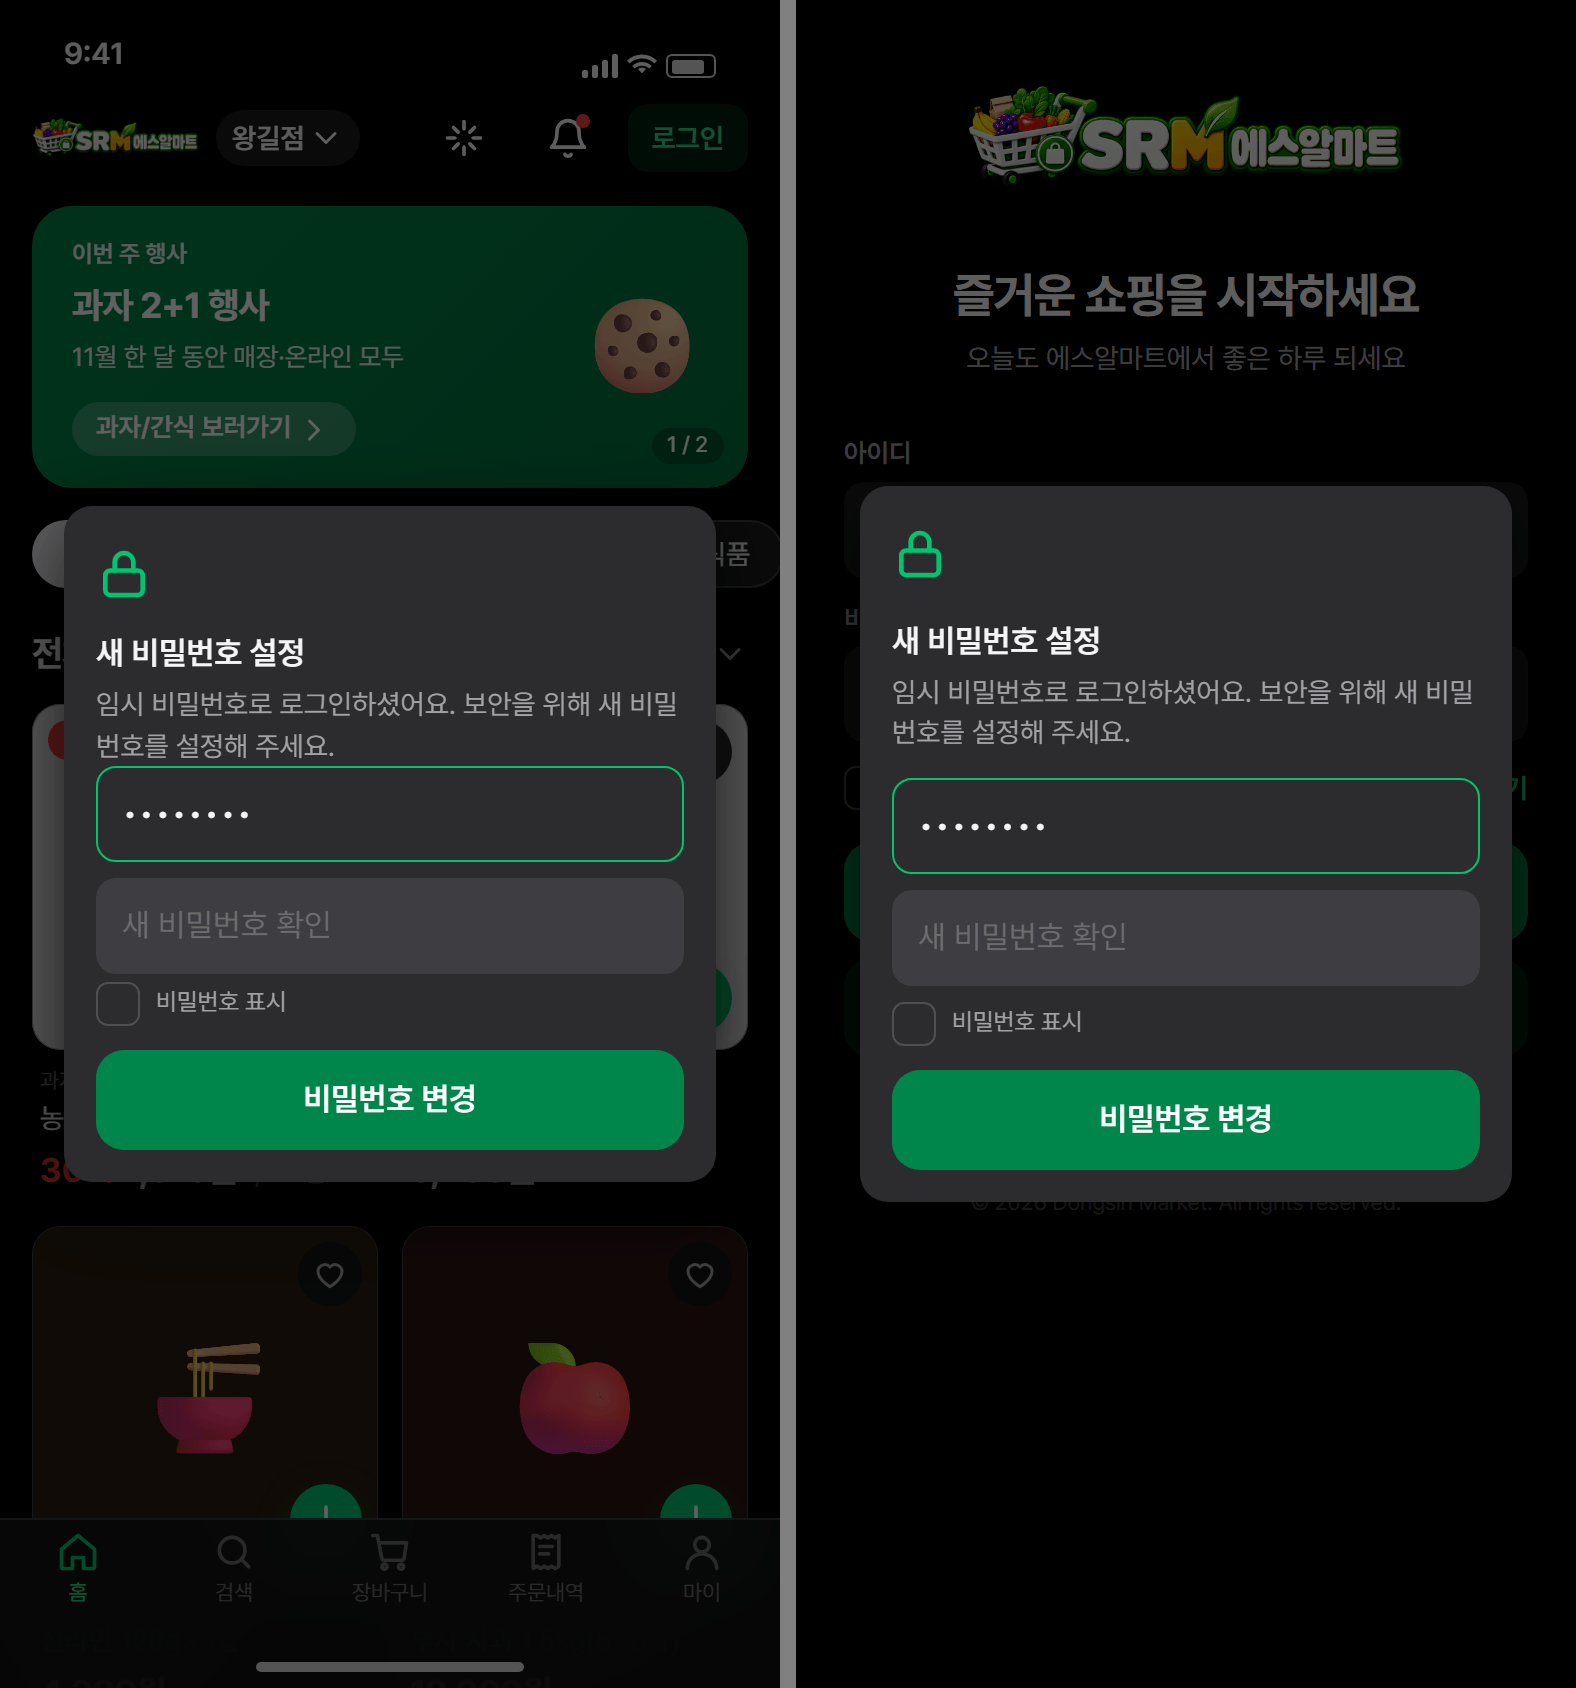 9:41
SRM 에스알마트
왕길점
로그인
이번 주 행사
과자 2+1 행사
11월 한 달 동안 매장·온라인 모두
과자/간식 보러가기
1 / 2
새 비밀번호 설정
임시 비밀번호로 로그인하셨어요. 보안을 위해 새 비밀
번호를 설정해 주세요.
새 비밀번호 확인
비밀번호 표시
비밀번호 변경
홈
검색
장바구니
주문내역
마이
SRM 에스알마트
즐거운 쇼핑을 시작하세요
오늘도 에스알마트에서 좋은 하루 되세요
아이디
새 비밀번호 설정
임시 비밀번호로 로그인하셨어요. 보안을 위해 새 비밀
번호를 설정해 주세요.
새 비밀번호 확인
비밀번호 표시
비밀번호 변경
© 2026 Dongsin Market. All rights reserved.